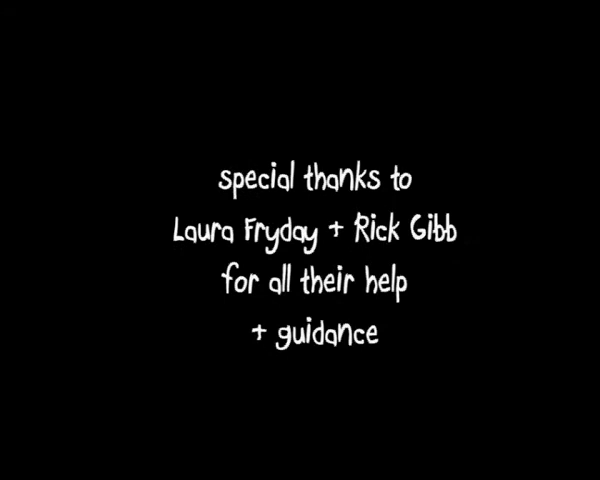 special thanks to
Laura Fryday + Rick Gibb
for all their help
+ guidance